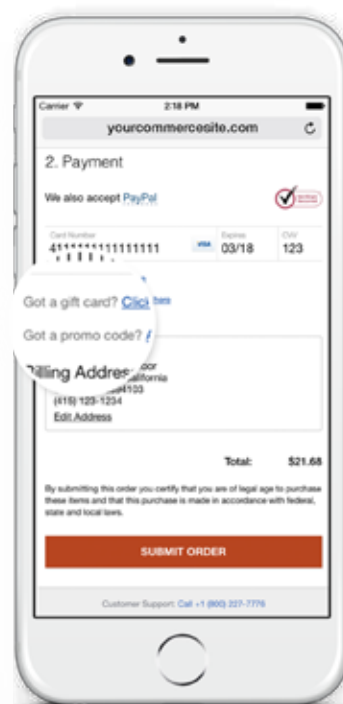 Carrier 2:18 PM
yourcommercesite.com
2. Payment
We also accept PayPal
Card Number Expires CVV
4111111111111111 VISA 03/18 123
Got a gift card? Click here
Got a promo code?
Billing Address
California
94103
(415) 123-1234
Edit Address
Total: $21.68
By submitting this order you certify that you are of legal age to purchase
these items and that this purchase is made in accordance with federal,
state and local laws.
SUBMIT ORDER
Customer Support: Call +1 (800) 227-7776